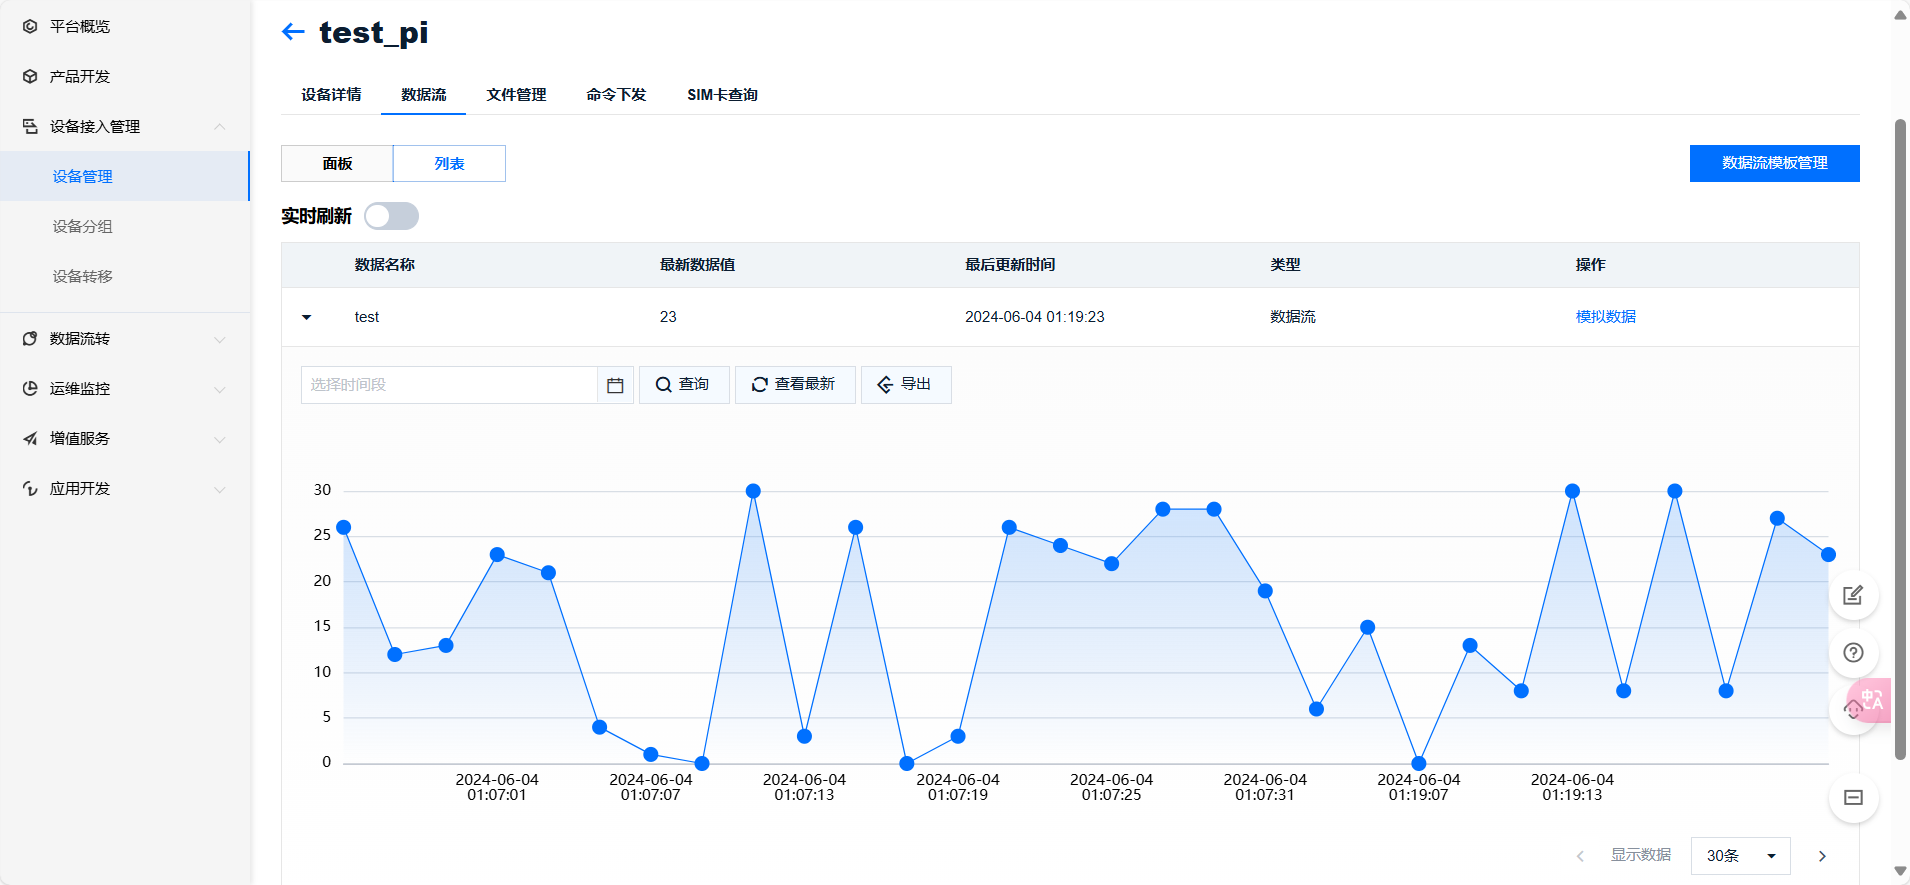 平台概览
产品开发
设备接入管理
设备管理
设备分组
设备转移
数据流转
运维监控
增值服务
应用开发
test_pi
设备详情 数据流 文件管理 命令下发 SIM卡查询
面板 列表 数据流模板管理
实时刷新
数据名称 最新数据值 最后更新时间 类型 操作
test 23 2024-06-04 01:19:23 数据流 模拟数据
选择时间段 查询 查看最新 导出
30
25
20
15
10
5
0
2024-06-04 2024-06-04 2024-06-04 2024-06-04 2024-06-04 2024-06-04 2024-06-04 2024-06-04
01:07:01 01:07:07 01:07:13 01:07:19 01:07:25 01:07:31 01:19:07 01:19:13
中
A
显示数据 30条